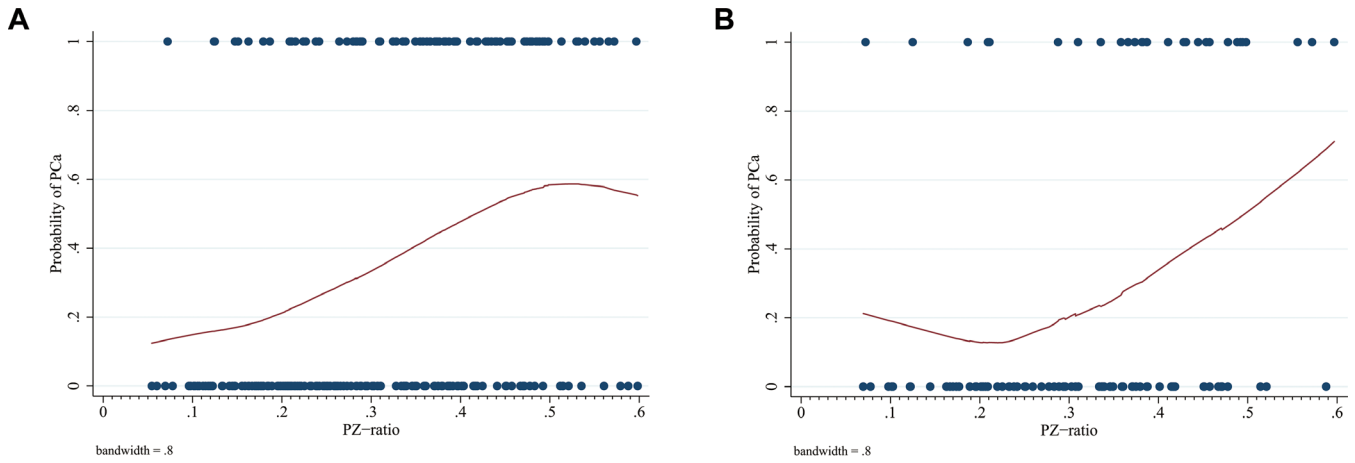 A
Probability of PCa
1
.8
.6
.4
.2
0
0 .1 .2 .3 .4 .5 .6
PZ−ratio
bandwidth = .8
B
Probability of PCa
1
.8
.6
.4
.2
0
0 .1 .2 .3 .4 .5 .6
PZ−ratio
bandwidth = .8